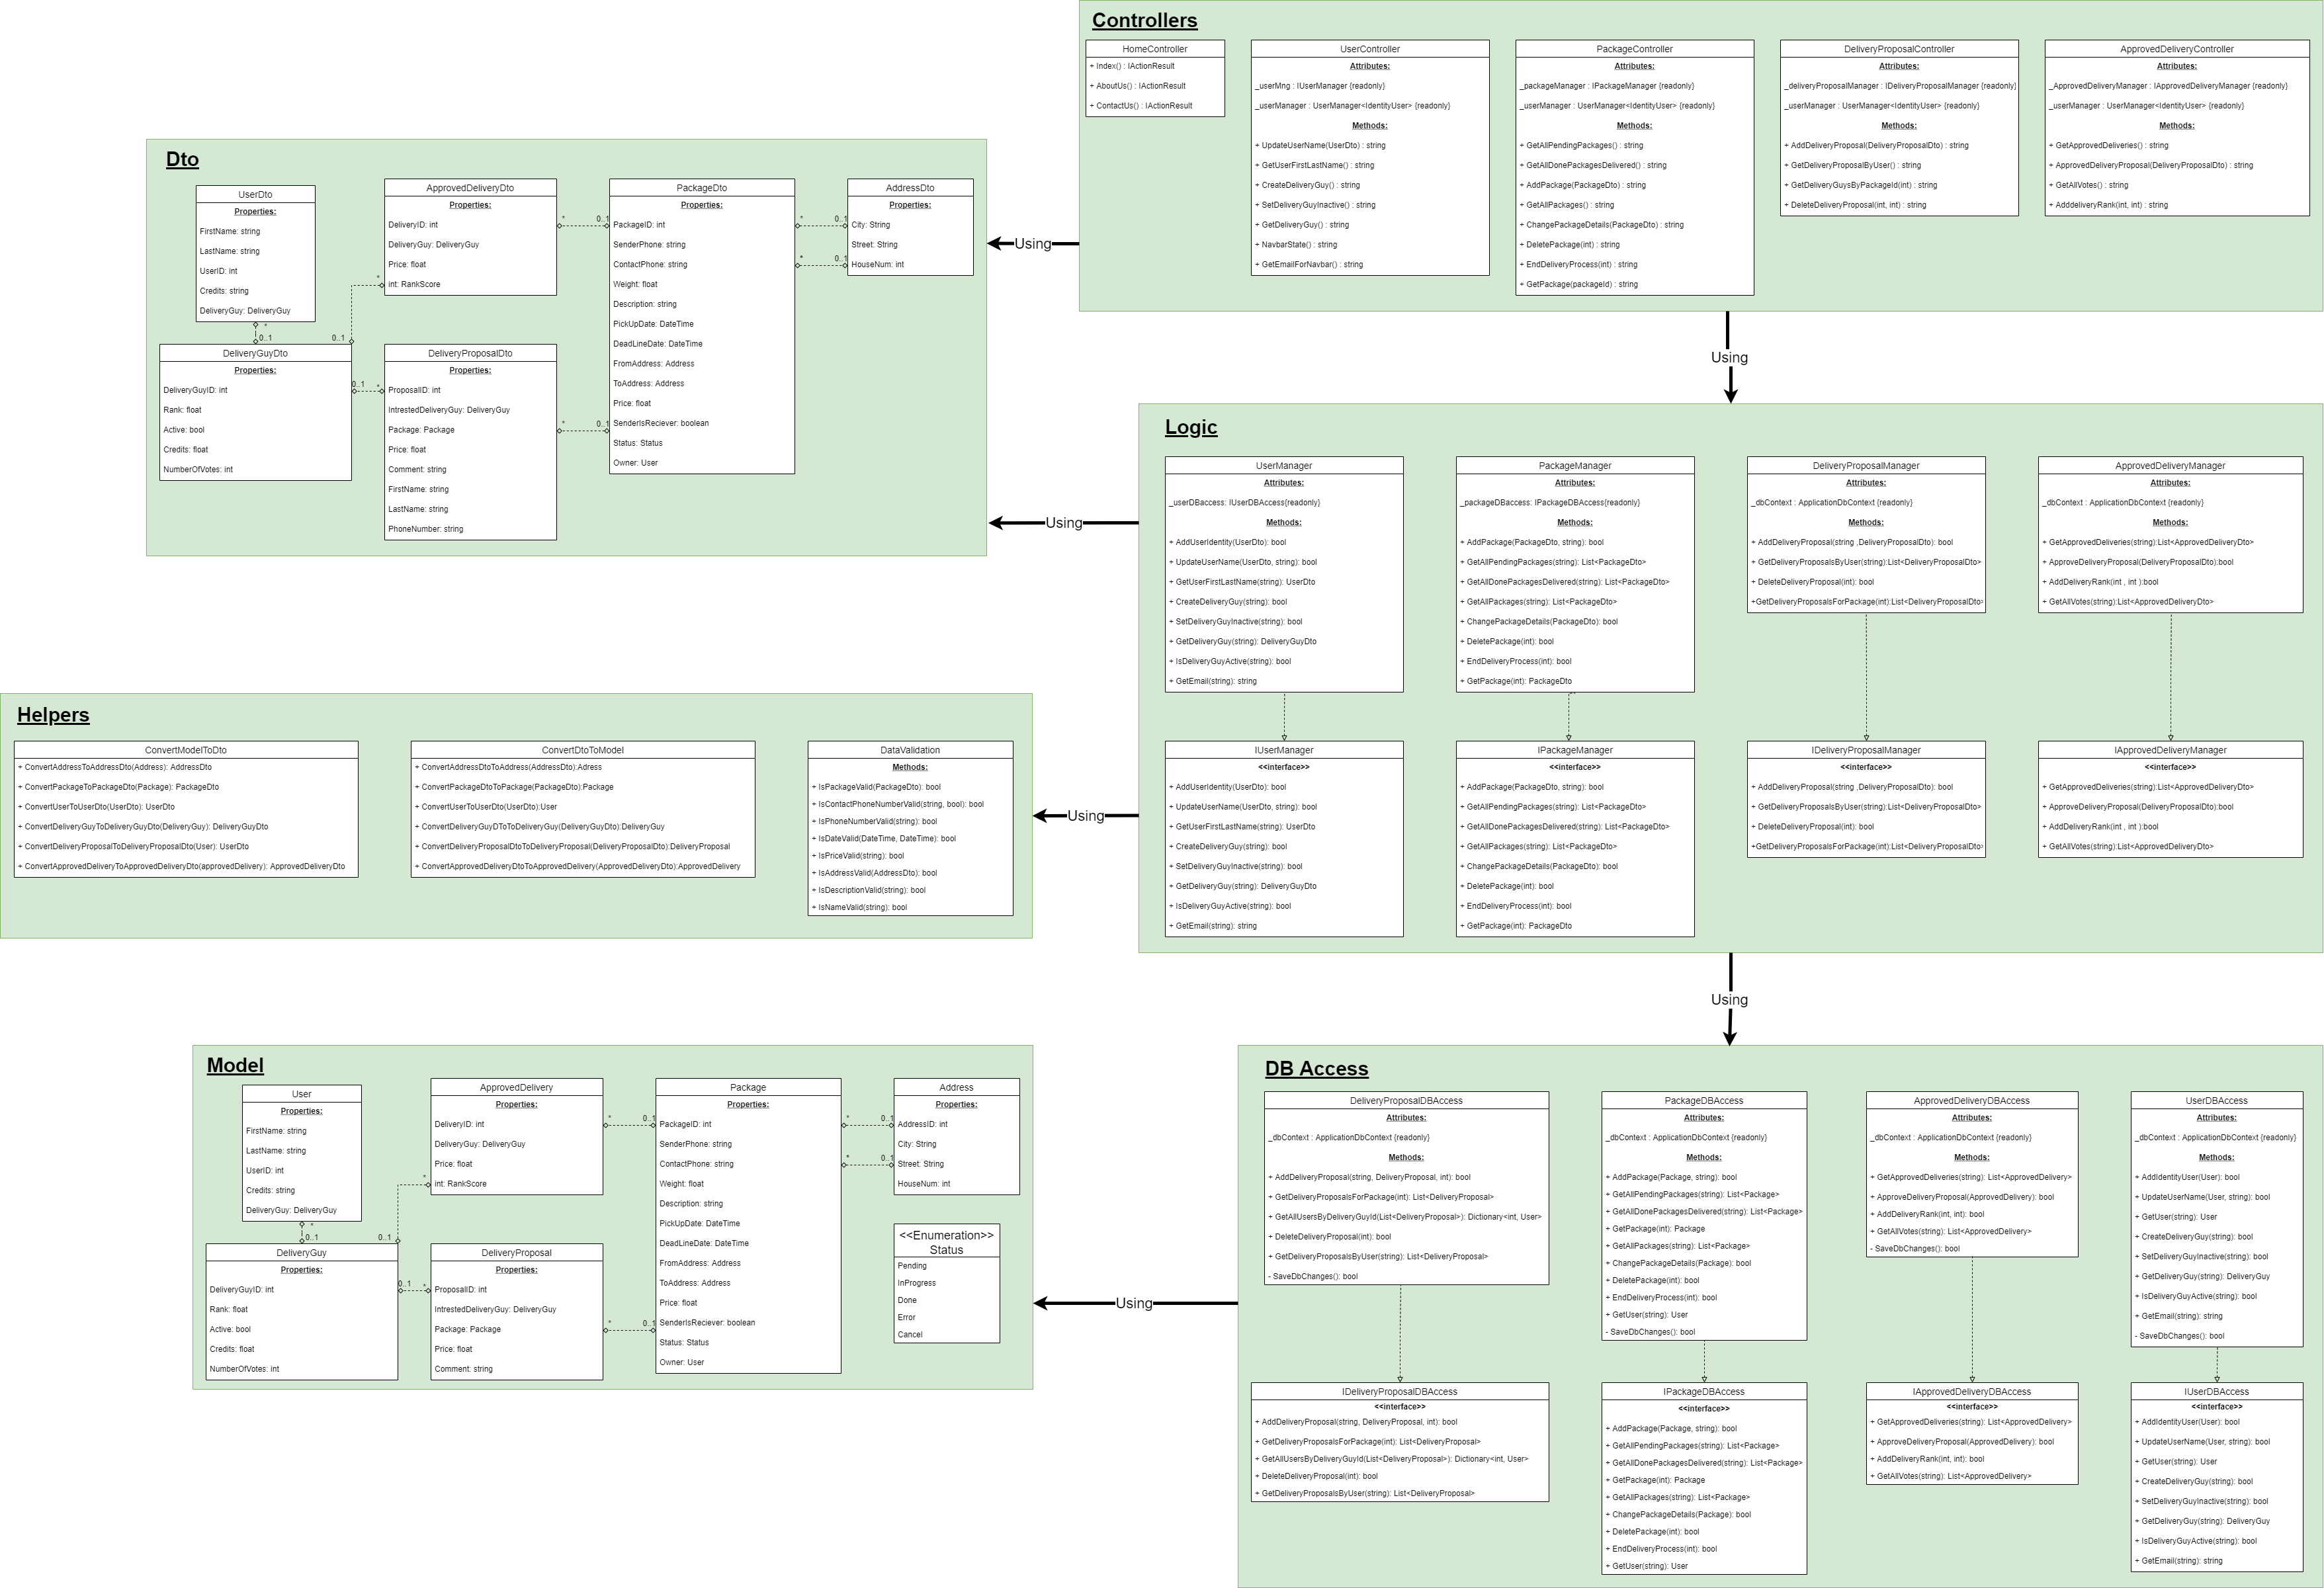 Controllers
HomeController
+ Index() : IActionResult
+ AboutUs() : IActionResult
+ ContactUs() : IActionResult
UserController
Attributes:
_userMng : IUserManager {readonly}
_userManager : UserManager<IdentityUser> {readonly}
Methods:
+ UpdateUserName(UserDto) : string
+ GetUserFirstLastName() : string
+ CreateDeliveryGuy() : string
+ SetDeliveryGuyInactive() : string
+ GetDeliveryGuy() : string
+ NavbarState() : string
+ GetEmailForNavbar() : string
PackageController
Attributes:
_packageManager : IPackageManager {readonly}
_userManager : UserManager<IdentityUser> {readonly}
Methods:
+ GetAllPendingPackages() : string
+ GetAllDonePackagesDelivered() : string
+ AddPackage(PackageDto) : string
+ GetAllPackages() : string
+ ChangePackageDetails(PackageDto) : string
+ DeletePackage(int) : string
+ EndDeliveryProcess(int) : string
+ GetPackage(packageId) : string
DeliveryProposalController
Attributes:
_deliveryProposalManager : IDeliveryProposalManager {readonly}
_userManager : UserManager<IdentityUser> {readonly}
Methods:
+ AddDeliveryProposal(DeliveryProposalDto) : string
+ GetDeliveryProposalByUser() : string
+ GetDeliveryGuysByPackageId(int) : string
+ DeleteDeliveryProposal(int, int) : string
ApprovedDeliveryController
Attributes:
_ApprovedDeliveryManager : IApprovedDeliveryManager {readonly}
_userManager : UserManager<IdentityUser> {readonly}
Methods:
+ GetApprovedDeliveries() : string
+ ApprovedDeliveryProposal(DeliveryProposalDto) : string
+ GetAllVotes() : string
+ AdddeliveryRank(int, int) : string
Using
Using
Dto
UserDto
Properties:
FirstName: string
LastName: string
UserID: int
Credits: string
DeliveryGuy: DeliveryGuy
*
0..1
ApprovedDeliveryDto
Properties:
DeliveryID: int
DeliveryGuy: DeliveryGuy
Price: float
int: RankScore
*
0..1
*
0..1
PackageDto
Properties:
PackageID: int
SenderPhone: string
ContactPhone: string
Weight: float
Description: string
PickUpDate: DateTime
DeadLineDate: DateTime
FromAddress: Address
ToAddress: Address
Price: float
SenderIsReciever: boolean
Status: Status
Owner: User
*
0..1
*
0..1
AddressDto
Properties:
City: String
Street: String
HouseNum: int
DeliveryGuyDto
Properties:
DeliveryGuyID: int
Rank: float
Active: bool
Credits: float
NumberOfVotes: int
0..1
*
DeliveryProposalDto
Properties:
ProposalID: int
IntrestedDeliveryGuy: DeliveryGuy
Package: Package
Price: float
Comment: string
FirstName: string
LastName: string
PhoneNumber: string
*
0..1
Using
Logic
UserManager
Attributes:
_userDBaccess: IUserDBAccess{readonly}
Methods:
+ AddUserIdentity(UserDto): bool
+ UpdateUserName(UserDto, string): bool
+ GetUserFirstLastName(string): UserDto
+ CreateDeliveryGuy(string): bool
+ SetDeliveryGuyInactive(string): bool
+ GetDeliveryGuy(string): DeliveryGuyDto
+ IsDeliveryGuyActive(string): bool
+ GetEmail(string): string
PackageManager
Attributes:
_packageDBaccess: IPackageDBAccess{readonly}
Methods:
+ AddPackage(PackageDto, string): bool
+ GetAllPendingPackages(string): List<PackageDto>
+ GetAllDonePackagesDelivered(string): List<PackageDto>
+ GetAllPackages(string): List<PackageDto>
+ ChangePackageDetails(PackageDto): bool
+ DeletePackage(int): bool
+ EndDeliveryProcess(int): bool
+ GetPackage(int): PackageDto
DeliveryProposalManager
Attributes:
_dbContext : ApplicationDbContext {readonly}
Methods:
+ AddDeliveryProposal(string ,DeliveryProposalDto): bool
+ GetDeliveryProposalsByUser(string):List<DeliveryProposalDto>
+ DeleteDeliveryProposal(int): bool
+GetDeliveryProposalsForPackage(int):List<DeliveryProposalDto>
ApprovedDeliveryManager
Attributes:
_dbContext : ApplicationDbContext {readonly}
Methods:
+ GetApprovedDeliveries(string):List<ApprovedDeliveryDto>
+ ApproveDeliveryProposal(DeliveryProposalDto):bool
+ AddDeliveryRank(int , int ):bool
+ GetAllVotes(string):List<ApprovedDeliveryDto>
IUserManager
<<interface>>
+ AddUserIdentity(UserDto): bool
+ UpdateUserName(UserDto, string): bool
+ GetUserFirstLastName(string): UserDto
+ CreateDeliveryGuy(string): bool
+ SetDeliveryGuyInactive(string): bool
+ GetDeliveryGuy(string): DeliveryGuyDto
+ IsDeliveryGuyActive(string): bool
+ GetEmail(string): string
IPackageManager
<<interface>>
+ AddPackage(PackageDto, string): bool
+ GetAllPendingPackages(string): List<PackageDto>
+ GetAllDonePackagesDelivered(string): List<PackageDto>
+ GetAllPackages(string): List<PackageDto>
+ ChangePackageDetails(PackageDto): bool
+ DeletePackage(int): bool
+ EndDeliveryProcess(int): bool
+ GetPackage(int): PackageDto
IDeliveryProposalManager
<<interface>>
+ AddDeliveryProposal(string ,DeliveryProposalDto): bool
+ GetDeliveryProposalsByUser(string):List<DeliveryProposalDto>
+ DeleteDeliveryProposal(int): bool
+GetDeliveryProposalsForPackage(int):List<DeliveryProposalDto>
IApprovedDeliveryManager
<<interface>>
+ GetApprovedDeliveries(string):List<ApprovedDeliveryDto>
+ ApproveDeliveryProposal(DeliveryProposalDto):bool
+ AddDeliveryRank(int , int ):bool
+ GetAllVotes(string):List<ApprovedDeliveryDto>
Helpers
ConvertModelToDto
+ ConvertAddressToAddressDto(Address): AddressDto
+ ConvertPackageToPackageDto(Package): PackageDto
+ ConvertUserToUserDto(UserDto): UserDto
+ ConvertDeliveryGuyToDeliveryGuyDto(DeliveryGuy): DeliveryGuyDto
+ ConvertDeliveryProposalToDeliveryProposalDto(User): UserDto
+ ConvertApprovedDeliveryToApprovedDeliveryDto(approvedDelivery): ApprovedDeliveryDto
ConvertDtoToModel
+ ConvertAddressDtoToAddress(AddressDto):Adress
+ ConvertPackageDtoToPackage(PackageDto):Package
+ ConvertUserToUserDto(UserDto):User
+ ConvertDeliveryGuyDToToDeliveryGuy(DeliveryGuyDto):DeliveryGuy
+ ConvertDeliveryProposalDtoToDeliveryProposal(DeliveryProposalDto):DeliveryProposal
+ ConvertApprovedDeliveryDtoToApprovedDelivery(ApprovedDeliveryDto):ApprovedDelivery
DataValidation
Methods:
+ IsPackageValid(PackageDto): bool
+ IsContactPhoneNumberValid(string, bool): bool
+ IsPhoneNumberValid(string): bool
+ IsDateValid(DateTime, DateTime): bool
+ IsPriceValid(string): bool
+ IsAddressValid(AddressDto): bool
+ IsDescriptionValid(string): bool
+ IsNameValid(string): bool
Using
Using
Model
User
Properties:
FirstName: string
LastName: string
UserID: int
Credits: string
DeliveryGuy: DeliveryGuy
*
0..1
ApprovedDelivery
Properties:
DeliveryID: int
DeliveryGuy: DeliveryGuy
Price: float
int: RankScore
*
0..1
*
0..1
Package
Properties:
PackageID: int
SenderPhone: string
ContactPhone: string
Weight: float
Description: string
PickUpDate: DateTime
DeadLineDate: DateTime
FromAddress: Address
ToAddress: Address
Price: float
SenderIsReciever: boolean
Status: Status
Owner: User
*
0..1
*
0..1
Address
Properties:
AddressID: int
City: String
Street: String
HouseNum: int
<<Enumeration>>
Status
Pending
InProgress
Done
Error
Cancel
DeliveryGuy
Properties:
DeliveryGuyID: int
Rank: float
Active: bool
Credits: float
NumberOfVotes: int
0..1
*
DeliveryProposal
Properties:
ProposalID: int
IntrestedDeliveryGuy: DeliveryGuy
Package: Package
Price: float
Comment: string
*
0..1
Using
DB Access
DeliveryProposalDBAccess
Attributes:
_dbContext : ApplicationDbContext {readonly}
Methods:
+ AddDeliveryProposal(string, DeliveryProposal, int): bool
+ GetDeliveryProposalsForPackage(int): List<DeliveryProposal>
+ GetAllUsersByDeliveryGuyId(List<DeliveryProposal>): Dictionary<int, User>
+ DeleteDeliveryProposal(int): bool
+ GetDeliveryProposalsByUser(string): List<DeliveryProposal>
- SaveDbChanges(): bool
PackageDBAccess
Attributes:
_dbContext : ApplicationDbContext {readonly}
Methods:
+ AddPackage(Package, string): bool
+ GetAllPendingPackages(string): List<Package>
+ GetAllDonePackagesDelivered(string): List<Package>
+ GetPackage(int): Package
+ GetAllPackages(string): List<Package>
+ ChangePackageDetails(Package): bool
+ DeletePackage(int): bool
+ EndDeliveryProcess(int): bool
+ GetUser(string): User
- SaveDbChanges(): bool
ApprovedDeliveryDBAccess
Attributes:
_dbContext : ApplicationDbContext {readonly}
Methods:
+ GetApprovedDeliveries(string): List<ApprovedDelivery>
+ ApproveDeliveryProposal(ApprovedDelivery): bool
+ AddDeliveryRank(int, int): bool
+ GetAllVotes(string): List<ApprovedDelivery>
- SaveDbChanges(): bool
UserDBAccess
Attributes:
_dbContext : ApplicationDbContext {readonly}
Methods:
+ AddIdentityUser(User): bool
+ UpdateUserName(User, string): bool
+ GetUser(string): User
+ CreateDeliveryGuy(string): bool
+ SetDeliveryGuyInactive(string): bool
+ GetDeliveryGuy(string): DeliveryGuy
+ IsDeliveryGuyActive(string): bool
+ GetEmail(string): string
- SaveDbChanges(): bool
IDeliveryProposalDBAccess
<<interface>>
+ AddDeliveryProposal(string, DeliveryProposal, int): bool
+ GetDeliveryProposalsForPackage(int): List<DeliveryProposal>
+ GetAllUsersByDeliveryGuyId(List<DeliveryProposal>): Dictionary<int, User>
+ DeleteDeliveryProposal(int): bool
+ GetDeliveryProposalsByUser(string): List<DeliveryProposal>
IPackageDBAccess
<<interface>>
+ AddPackage(Package, string): bool
+ GetAllPendingPackages(string): List<Package>
+ GetAllDonePackagesDelivered(string): List<Package>
+ GetPackage(int): Package
+ GetAllPackages(string): List<Package>
+ ChangePackageDetails(Package): bool
+ DeletePackage(int): bool
+ EndDeliveryProcess(int): bool
+ GetUser(string): User
IApprovedDeliveryDBAccess
<<interface>>
+ GetApprovedDeliveries(string): List<ApprovedDelivery>
+ ApproveDeliveryProposal(ApprovedDelivery): bool
+ AddDeliveryRank(int, int): bool
+ GetAllVotes(string): List<ApprovedDelivery>
IUserDBAccess
<<interface>>
+ AddIdentityUser(User): bool
+ UpdateUserName(User, string): bool
+ GetUser(string): User
+ CreateDeliveryGuy(string): bool
+ SetDeliveryGuyInactive(string): bool
+ GetDeliveryGuy(string): DeliveryGuy
+ IsDeliveryGuyActive(string): bool
+ GetEmail(string): string